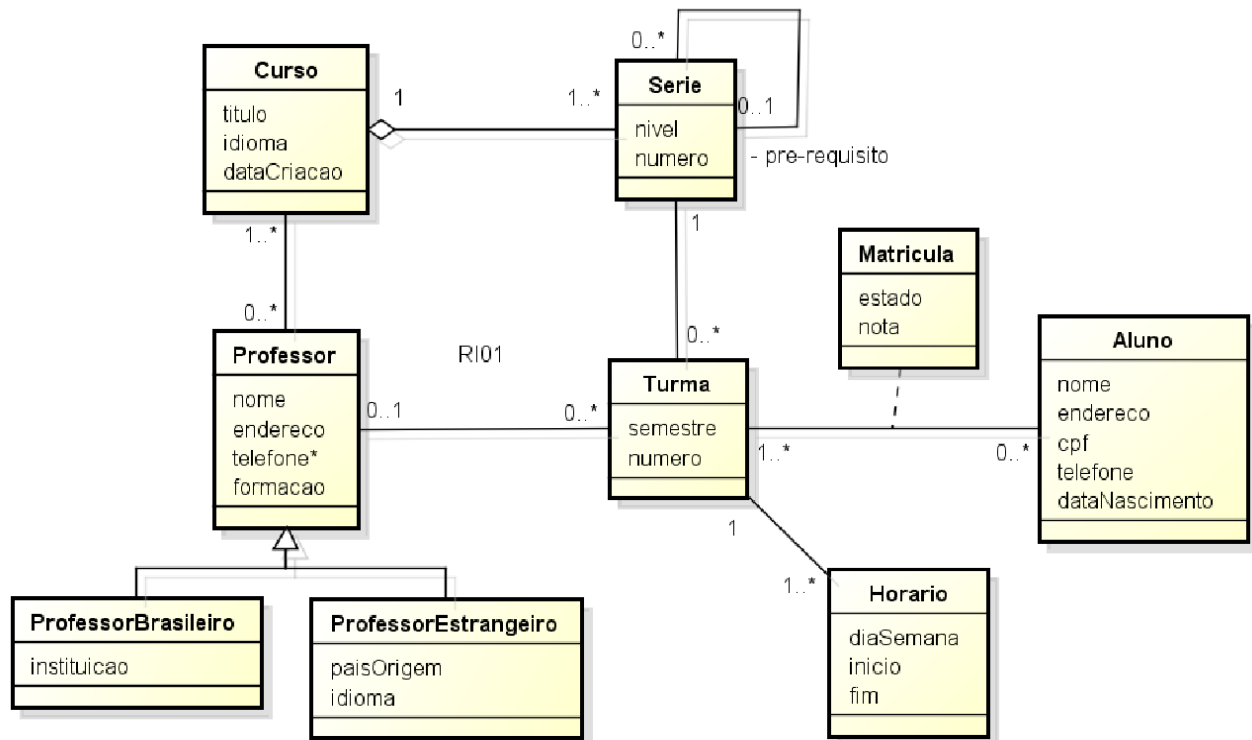 Curso
titulo
idioma
dataCriacao
1
1..*
0..*
Serie
nivel
numero
0..1
- pre-requisito
1..*
0..*
1
0..*
Matricula
estado
nota
Professor
nome
endereco
telefone*
formacao
RI01
0..1
0..*
Turma
semestre
numero
1..*
0..*
Aluno
nome
endereco
cpf
telefone
dataNascimento
1
1..*
Horario
diaSemana
inicio
fim
ProfessorBrasileiro
instituicao
ProfessorEstrangeiro
paisOrigem
idioma